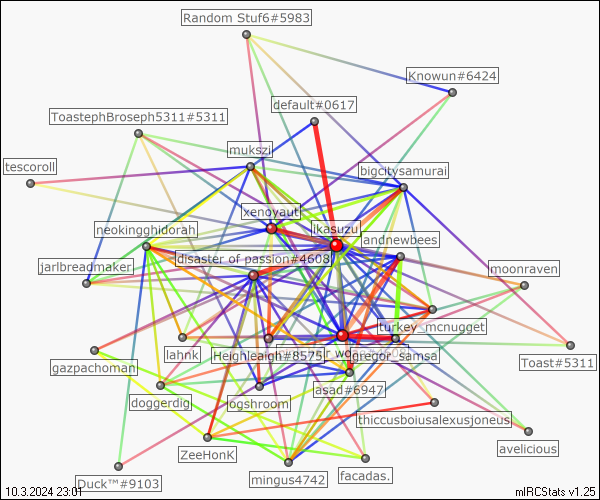 Random Stuf6#5983
Knowun#6424
default#0617
ToastephBroseph5311#5311
mukszi
tescoroll
bigcitysamurai
xenoyaut
ikasuzu
neokingghidorah
andnewbees
disaster of passion#4608
jarlbreadmaker
moonraven
turkey_mcnugget
lahnk
Heighleagh#8575
gregor_samsa
Toast#5311
gazpachoman
asad#6947
doggerdig
ogshroom
thiccusboiusalexusjoneus
avelicious
ZeeHonK
mingus4742
facadas.
Duck™#9103
10.3.2024 23:01
mIRCStats v1.25